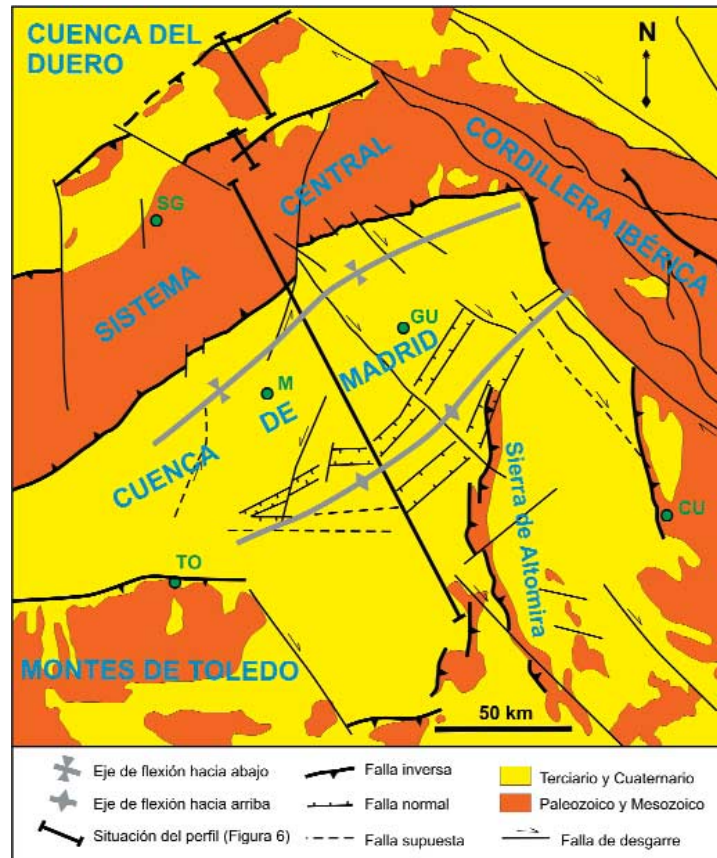 CUENCA DEL
DUERO
N
SG
SISTEMA
CENTRAL
CORDILLERA IBÉRICA
GU
M
CUENCA
DE
MADRID
Sierra de Altomira
CU
TO
MONTES DE TOLEDO
50 km
Eje de flexión hacia abajo
Falla inversa
Terciario y Cuaternario
Eje de flexión hacia arriba
Falla normal
Paleozoico y Mesozoico
Situación del perfil (Figura 6)
Falla supuesta
Falla de desgarre